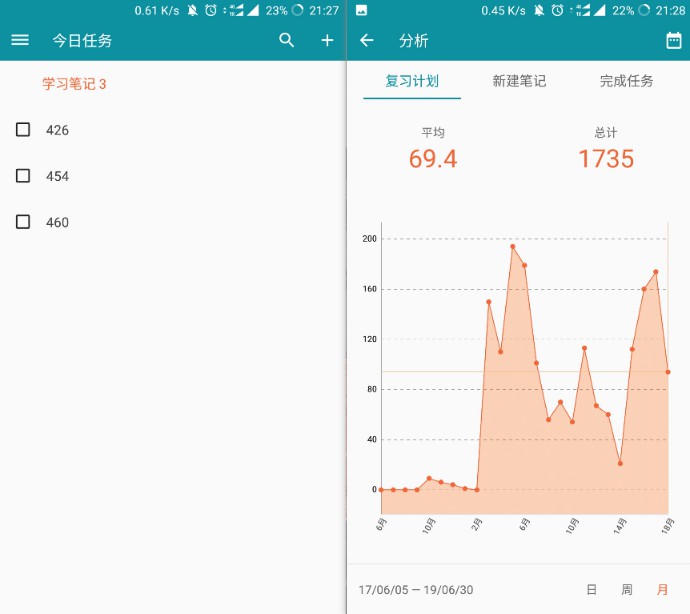 0.61 K/s 23% 21:27
今日任务
学习笔记 3
426
454
460
0.45 K/s 22% 21:28
分析
复习计划 新建笔记 完成任务
平均 总计
69.4 1735
200
160
120
80
40
0
6月 10月 2月 6月 10月 14月 18月
17/06/05 — 19/06/30 日 周 月